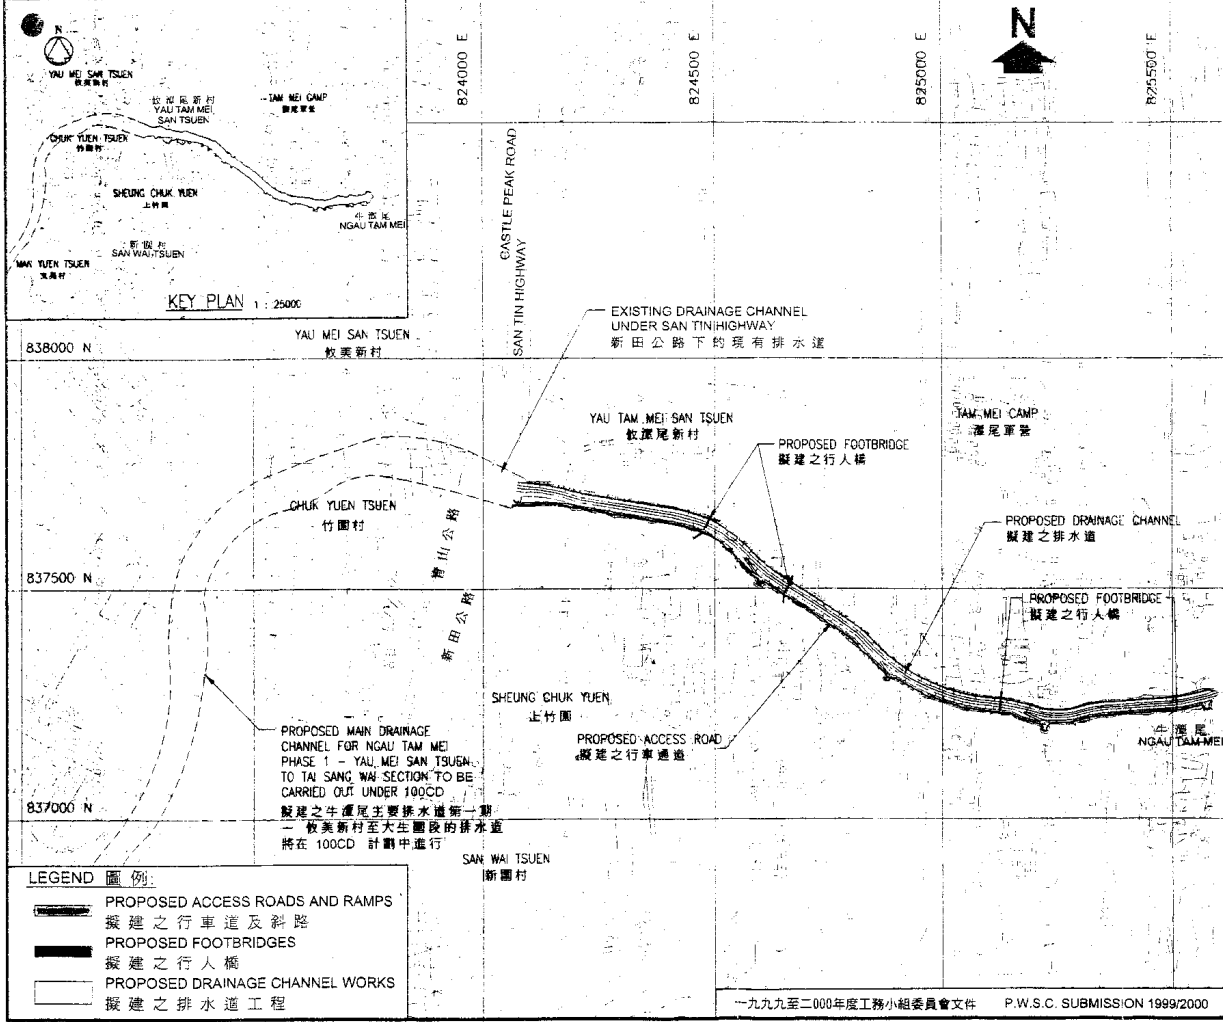 N
YAU MEI SAN TSUEN
攸美新村
攸潭尾新村
YAU TAM MEI
SAN TSUEN
TAM MEI CAMP
潭尾軍營
CHUK YUEN TSUEN
竹園村
SHEUNG CHUK YUEN
上竹園
牛潭尾
NGAU TAM MEI
新圍村
SAN WAI TSUEN
MAN YUEN TSUEN
KEY PLAN 1 : 25000
824000 E
824500 E
N
825000 E
825500 E
CASTLE PEAK ROAD
SAN TIN HIGHWAY
838000 N
YAU MEI SAN TSUEN
攸美新村
EXISTING DRAINAGE CHANNEL
UNDER SAN TIN HIGHWAY
新田公路下的現有排水道
YAU TAM MEI SAN TSUEN
攸潭尾新村
TAM MEI CAMP
潭尾軍營
PROPOSED FOOTBRIDGE
擬建之行人橋
CHUK YUEN TSUEN
竹園村
青山公路
新田公路
PROPOSED DRAINAGE CHANNEL
擬建之排水道
837500 N
PROPOSED FOOTBRIDGE
擬建之行人橋
SHEUNG CHUK YUEN
上竹園
PROPOSED ACCESS ROAD
擬建之行車通道
牛潭尾
NGAU TAM MEI
PROPOSED MAIN DRAINAGE
CHANNEL FOR NGAU TAM MEI
PHASE 1 - YAU MEI SAN TSUEN
TO TAI SANG WAI SECTION TO BE
CARRIED OUT UNDER 100CD
擬建之牛潭尾主要排水道第一期
一 攸美新村至大生圍段的排水道
將在 100CD 計劃中進行
837000 N
SAN WAI TSUEN
新圍村
LEGEND 圖例:
PROPOSED ACCESS ROADS AND RAMPS
擬建之行車道及斜路
PROPOSED FOOTBRIDGES
擬建之行人橋
PROPOSED DRAINAGE CHANNEL WORKS
擬建之排水道工程
一九九九至二000年度工務小組委員會文件 P.W.S.C. SUBMISSION 1999/2000